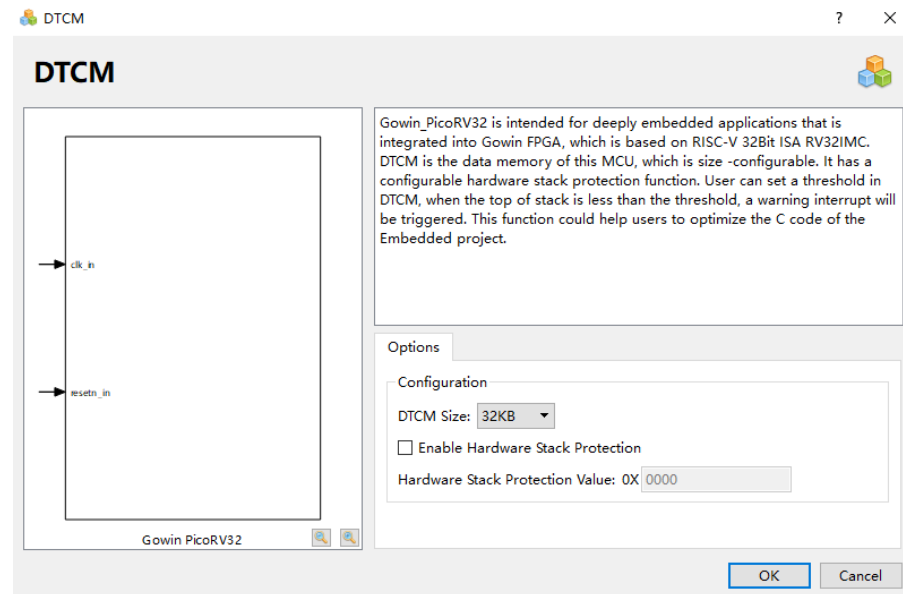 DTCM
?
DTCM
Gowin_PicoRV32 is intended for deeply embedded applications that is
integrated into Gowin FPGA, which is based on RISC-V 32Bit ISA RV32IMC.
DTCM is the data memory of this MCU, which is size -configurable. It has a
configurable hardware stack protection function. User can set a threshold in
DTCM, when the top of stack is less than the threshold, a warning interrupt will
be triggered. This function could help users to optimize the C code of the
Embedded project.
clk_in
resetn_in
Gowin PicoRV32
Options
Configuration
DTCM Size: 32KB
Enable Hardware Stack Protection
Hardware Stack Protection Value: 0X 0000
OK Cancel